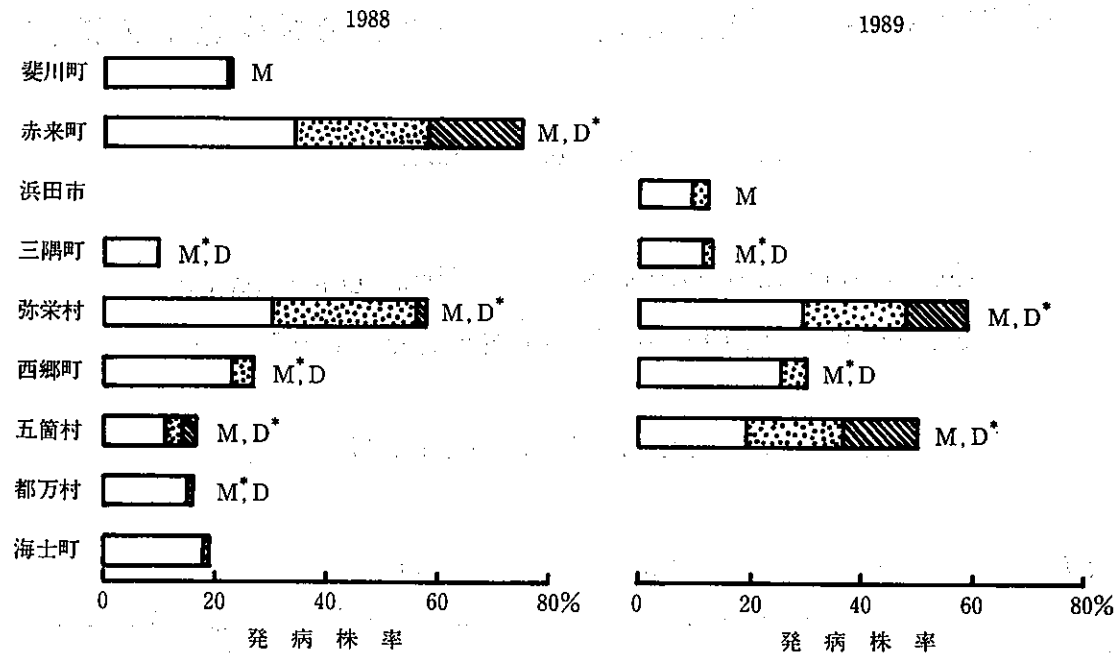 1988
1989
斐川町 M
赤来町 M, D*
浜田市 M
三隅町 M*, D M*, D
弥栄村 M, D* M, D*
西郷町 M*, D M*, D
五箇村 M, D* M, D*
都万村 M*, D
海士町
0 20 40 60 80% 0 20 40 60 80%
発病株率 発病株率